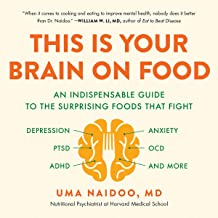 "When it comes to cooking and eating to improve mental health, nobody does it better
than Dr. Naidoo." —WILLIAM W. LI, MD, author of Eat to Beat Disease
THIS IS YOUR
BRAIN ON FOOD
AN INDISPENSABLE GUIDE
TO THE SURPRISING FOODS THAT FIGHT
DEPRESSION
ANXIETY
PTSD
OCD
ADHD
AND MORE
UMA NAIDOO, MD
Nutritional Psychiatrist at Harvard Medical School